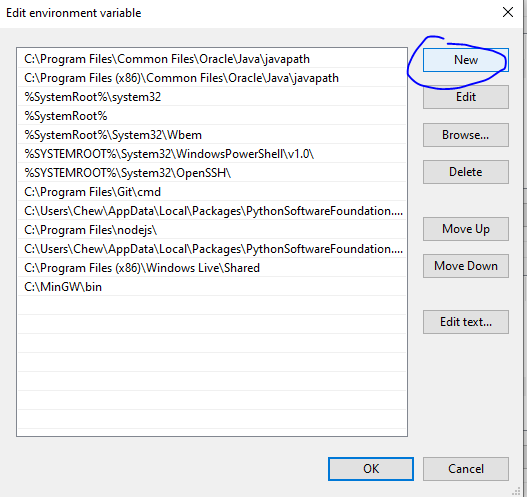 Edit environment variable
C:\Program Files\Common Files\Oracle\Java\javapath
C:\Program Files (x86)\Common Files\Oracle\Java\javapath
%SystemRoot%\system32
%SystemRoot%
%SystemRoot%\System32\Wbem
%SYSTEMROOT%\System32\WindowsPowerShell\v1.0\
%SYSTEMROOT%\System32\OpenSSH\
C:\Program Files\Git\cmd
C:\Users\Chew\AppData\Local\Packages\PythonSoftwareFoundation....
C:\Program Files\nodejs\
C:\Users\Chew\AppData\Local\Packages\PythonSoftwareFoundation....
C:\Program Files (x86)\Windows Live\Shared
C:\MinGW\bin
New
Edit
Browse...
Delete
Move Up
Move Down
Edit text...
OK
Cancel